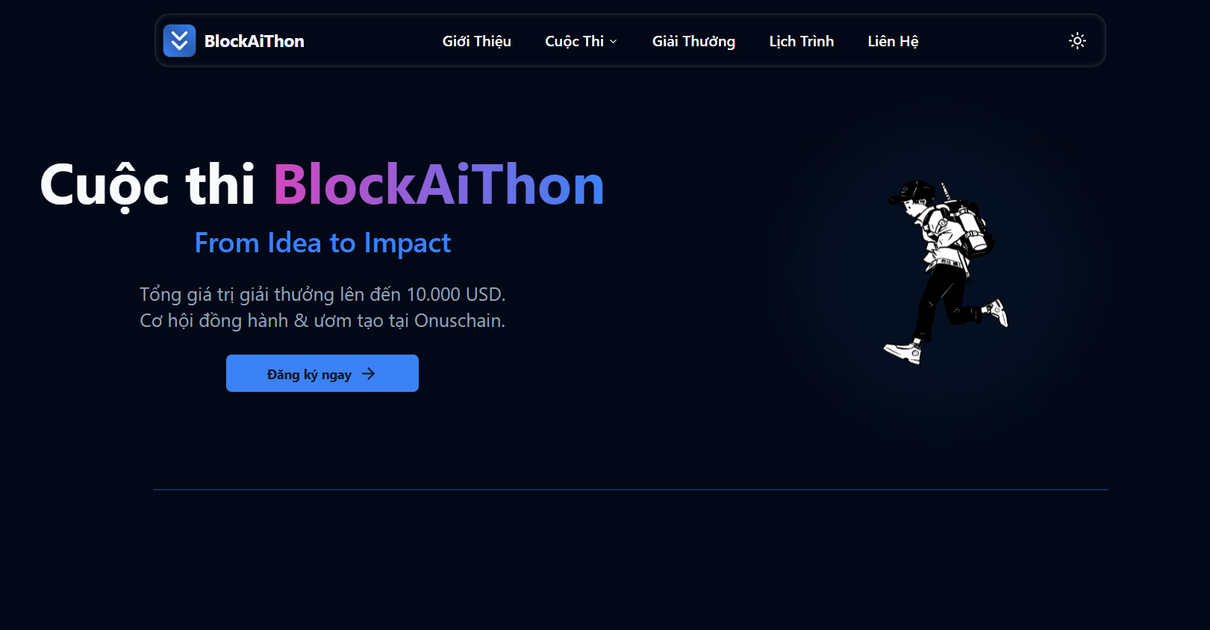 BlockAiThon
Giới Thiệu
Cuộc Thi
Giải Thưởng
Lịch Trình
Liên Hệ
Cuộc thi BlockAiThon
From Idea to Impact
Tổng giá trị giải thưởng lên đến 10.000 USD.
Cơ hội đồng hành & ươm tạo tại Onuschain.
Đăng ký ngay →